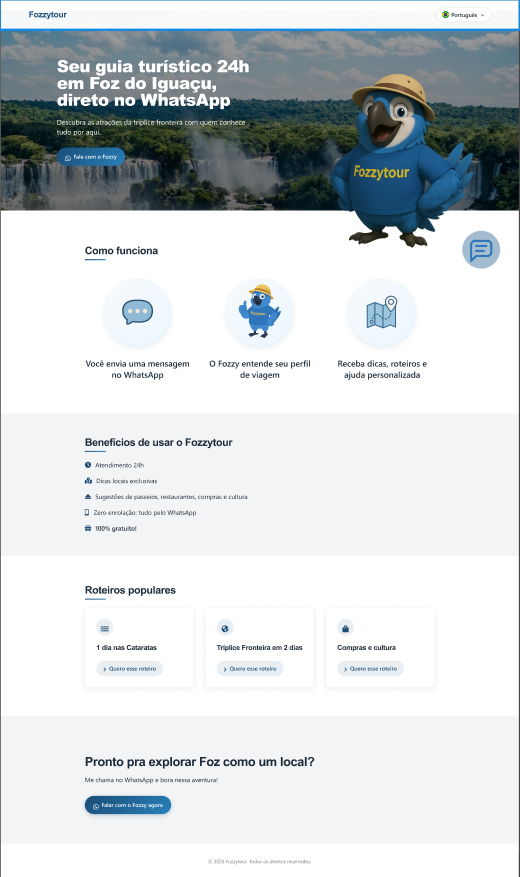 Fozzytour
Português
Seu guia turístico 24h
em Foz do Iguaçu,
direto no WhatsApp
Descubra as atrações da tríplice fronteira com quem conhece
tudo por aqui.
Fale com o Fozzy
Fozzytour
Como funciona
Você envia uma mensagem
no WhatsApp
O Fozzy entende seu perfil
de viagem
Receba dicas, roteiros e
ajuda personalizada
Benefícios de usar o Fozzytour
Atendimento 24h
Dicas locais exclusivas
Sugestões de passeios, restaurantes, compras e cultura
Zero enrolação: tudo pelo WhatsApp
100% gratuito!
Roteiros populares
1 dia nas Cataratas
Quero esse roteiro
Tríplice Fronteira em 2 dias
Quero esse roteiro
Compras e cultura
Quero esse roteiro
Pronto pra explorar Foz como um local?
Me chama no WhatsApp e bora nessa aventura!
Falar com o Fozzy agora
© 2025 Fozzytour. Todos os direitos reservados.